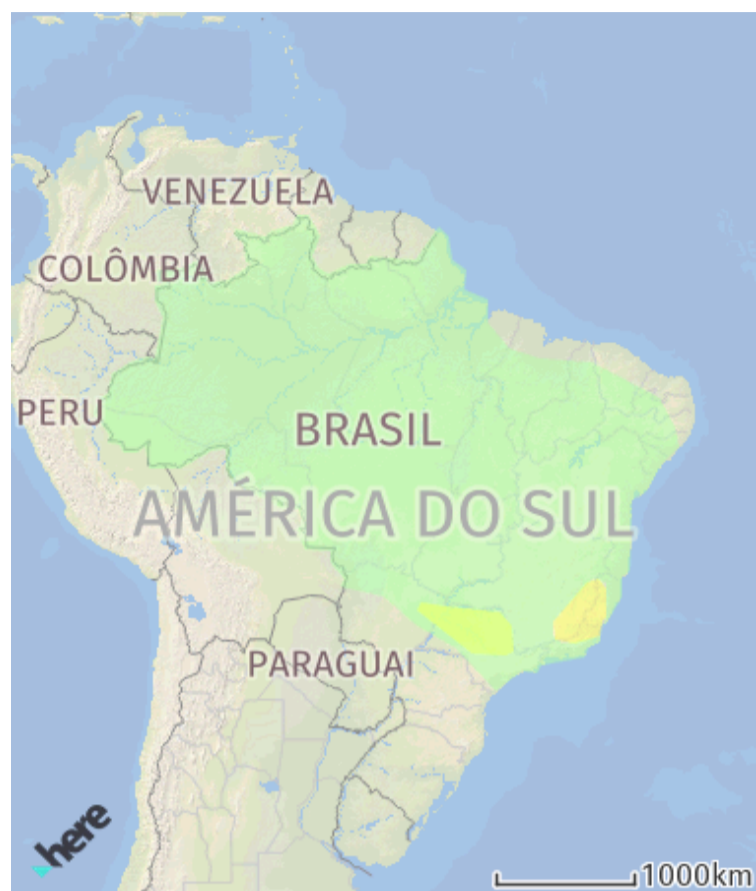 VENEZUELA
COLÔMBIA
PERU
BRASIL
AMÉRICA DO SUL
PARAGUAI
here
1000km